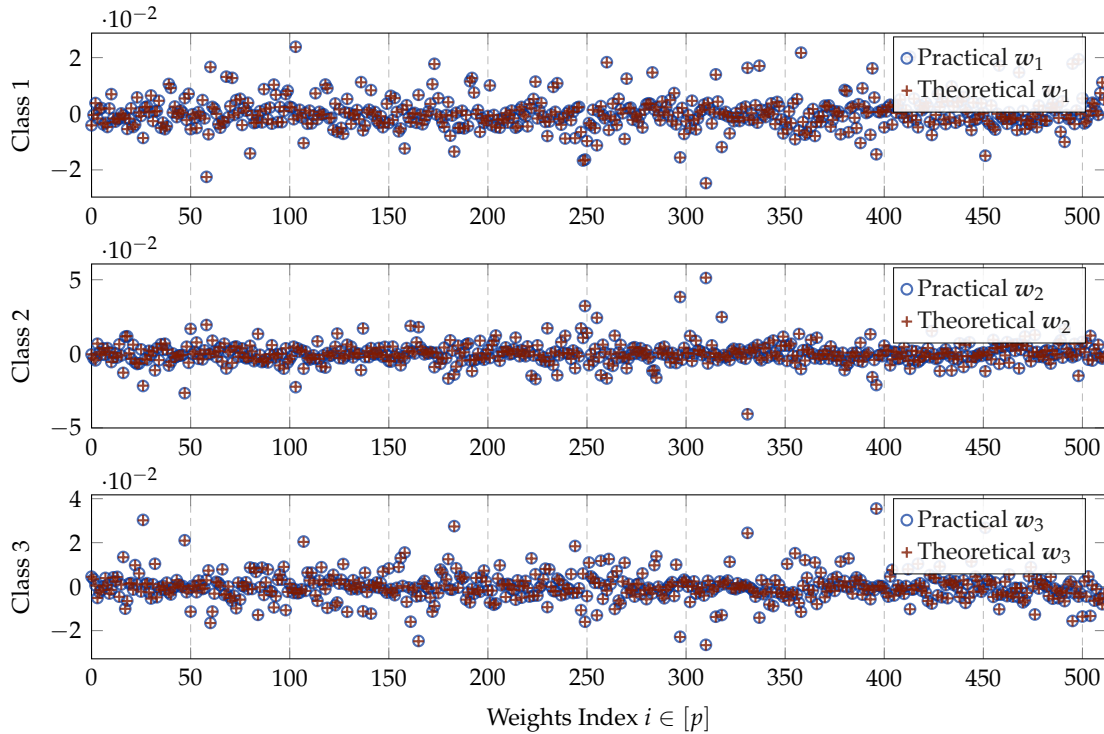 ·10⁻²
2
0
−2
Class 1
Practical w₁
Theoretical w₁
0 50 100 150 200 250 300 350 400 450 500
·10⁻²
5
0
−5
Class 2
Practical w₂
Theoretical w₂
0 50 100 150 200 250 300 350 400 450 500
·10⁻²
4
2
0
−2
Class 3
Practical w₃
Theoretical w₃
0 50 100 150 200 250 300 350 400 450 500
Weights Index i ∈ [p]